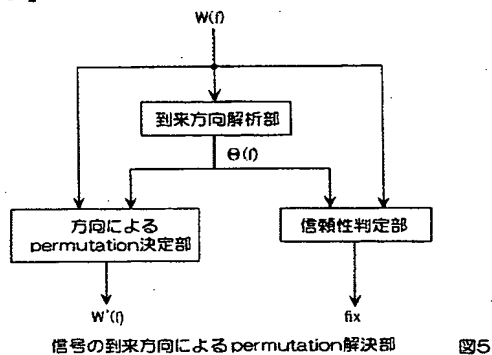 W(f)
到来方向解析部
Θ(f)
方向による
permutation決定部
信頼性判定部
W'(f)
fix
信号の到来方向によるpermutation解決部 図5